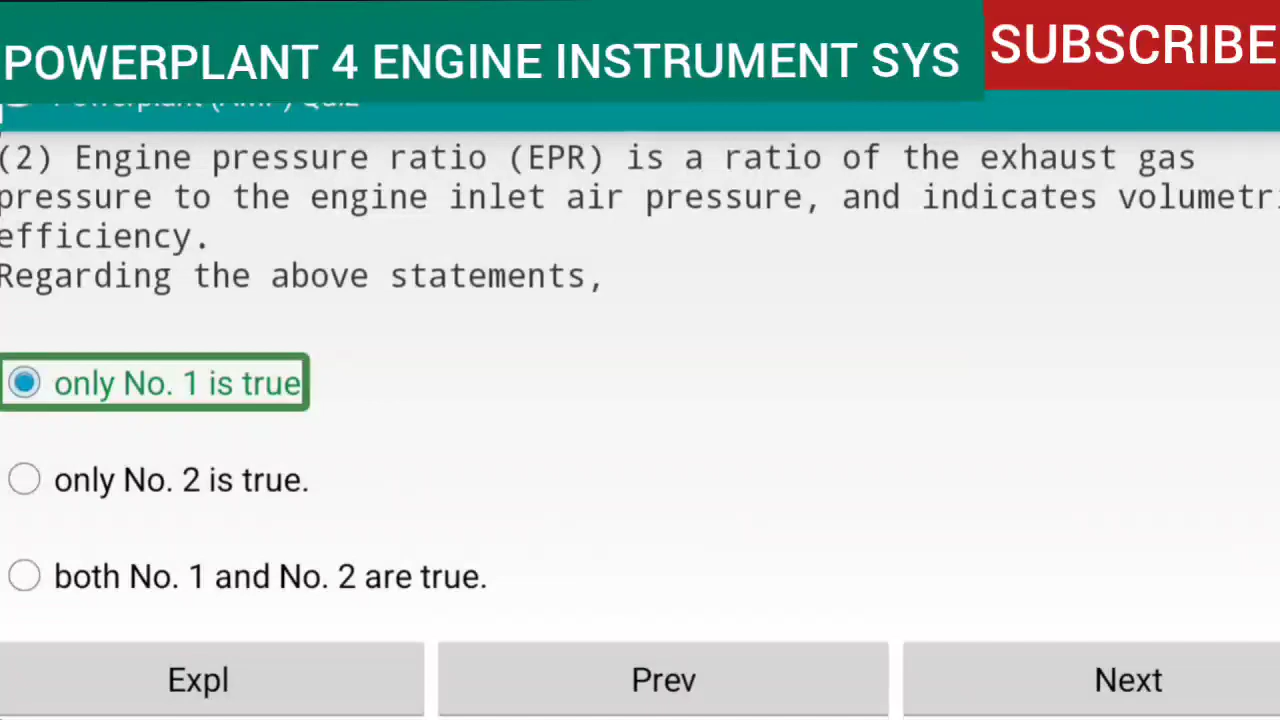 POWERPLANT 4 ENGINE INSTRUMENT SYS
SUBSCRIBE
(2) Engine pressure ratio (EPR) is a ratio of the exhaust gas
pressure to the engine inlet air pressure, and indicates volumetri
efficiency.
Regarding the above statements,
only No. 1 is true
only No. 2 is true.
both No. 1 and No. 2 are true.
Expl
Prev
Next